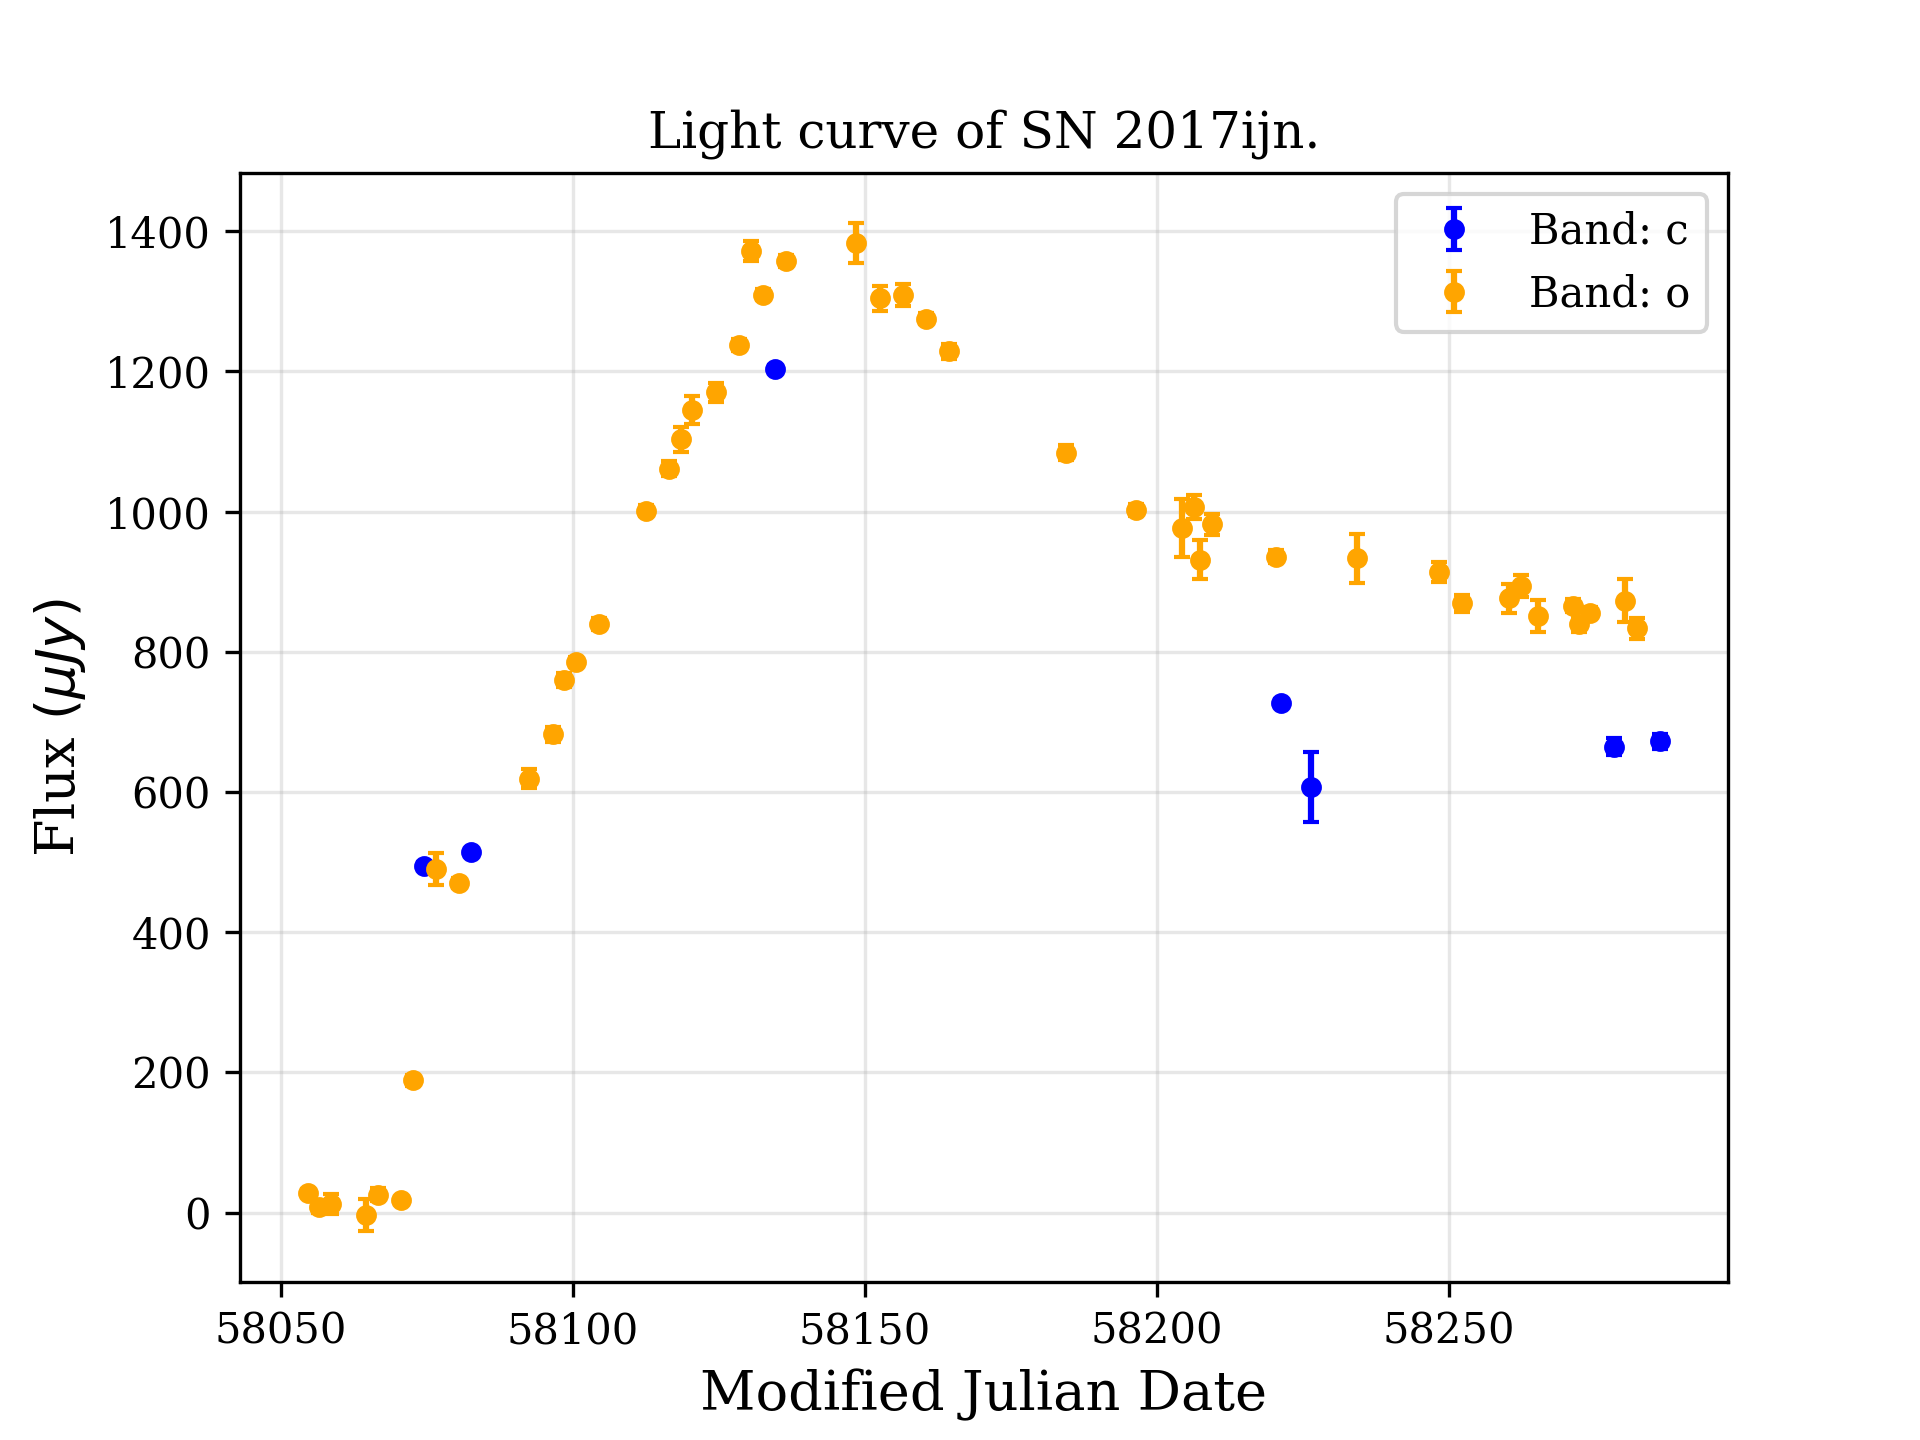 Light curve of SN 2017ijn.
Band: c
Band: o
Flux (μJy)
1400
1200
1000
800
600
400
200
0
58050 58100 58150 58200 58250
Modified Julian Date